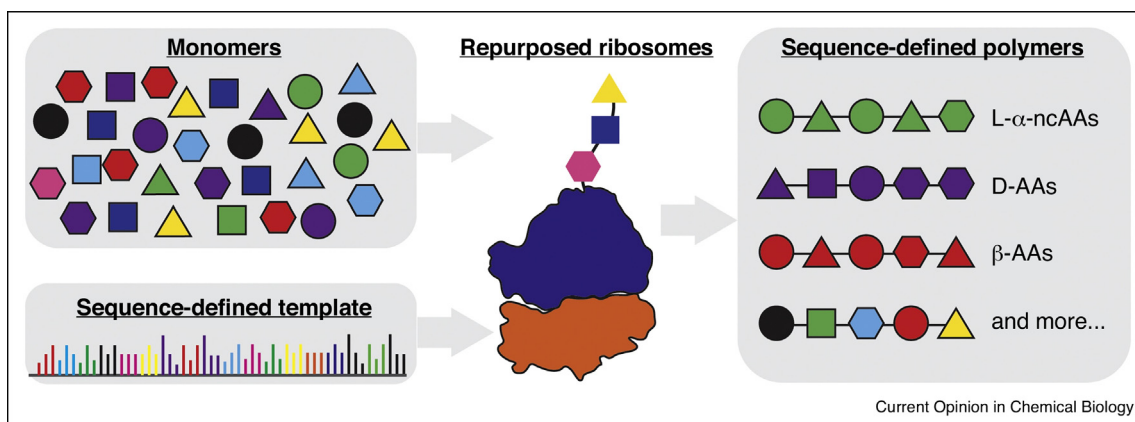 Monomers
Repurposed ribosomes
Sequence-defined polymers
L-α-ncAAs
D-AAs
β-AAs
and more...
Sequence-defined template
Current Opinion in Chemical Biology